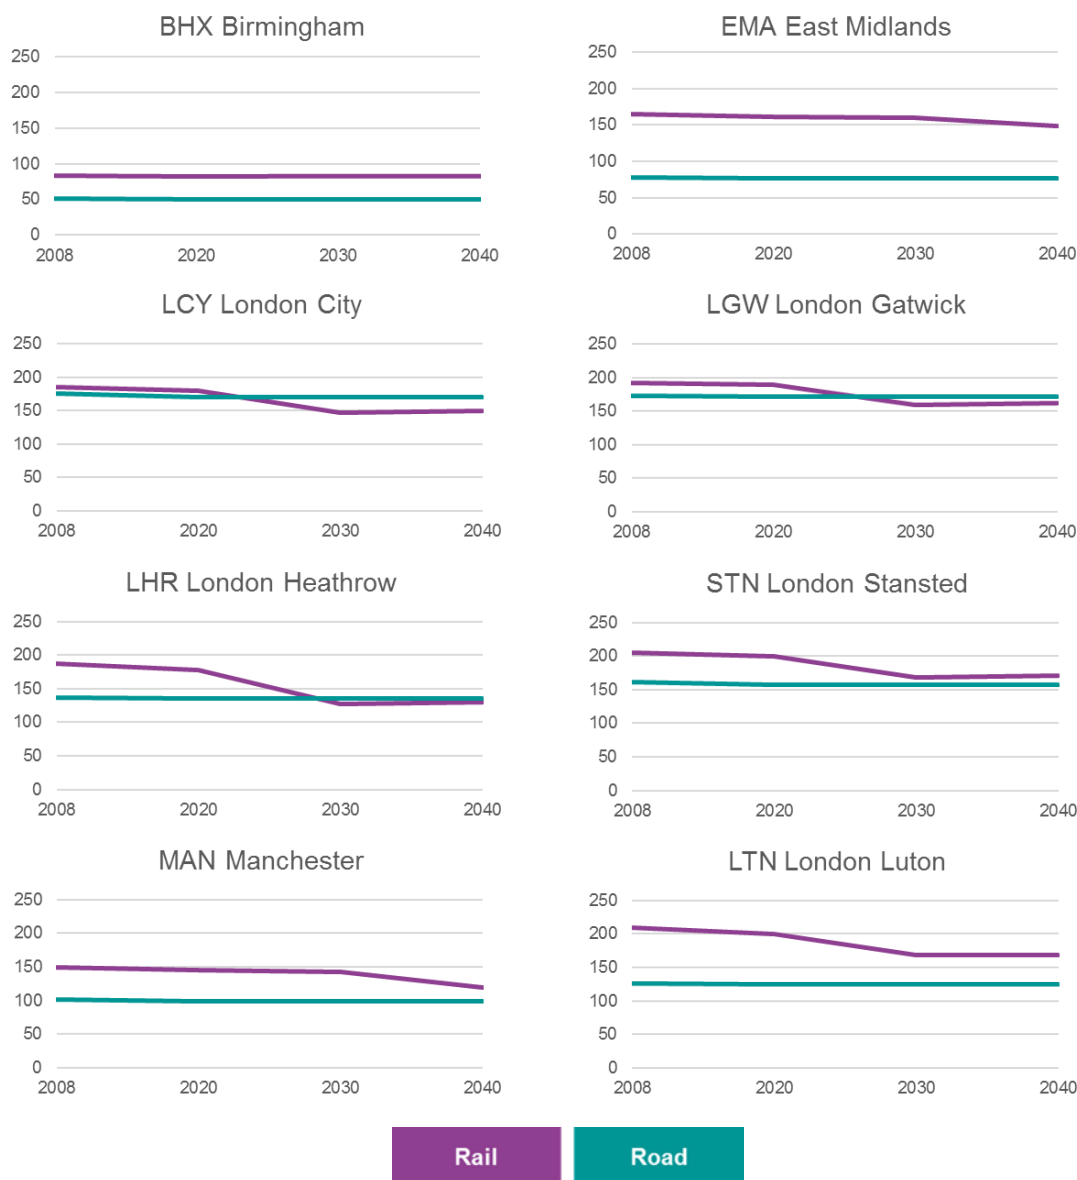 BHX Birmingham
250
200
150
100
50
0
2008 2020 2030 2040
EMA East Midlands
250
200
150
100
50
0
2008 2020 2030 2040
LCY London City
250
200
150
100
50
0
2008 2020 2030 2040
LGW London Gatwick
250
200
150
100
50
0
2008 2020 2030 2040
LHR London Heathrow
250
200
150
100
50
0
2008 2020 2030 2040
STN London Stansted
250
200
150
100
50
0
2008 2020 2030 2040
MAN Manchester
250
200
150
100
50
0
2008 2020 2030 2040
LTN London Luton
250
200
150
100
50
0
2008 2020 2030 2040
Rail Road